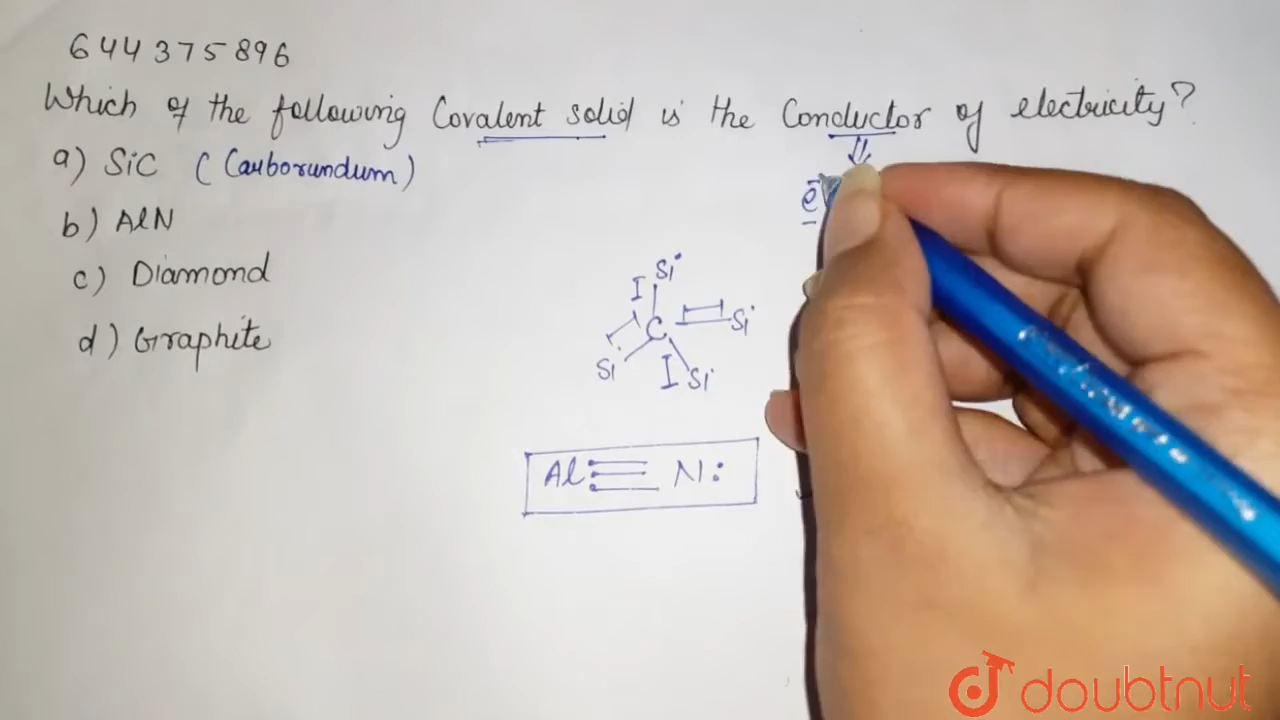 644375896
Which of the following Covalent solid is the Conductor of electricity?
a) SiC (Carborundum)
b) AlN
c) Diamond
d) Graphite
e⁻
Si
C Si
Si Si
Al≡N:
doubtnut